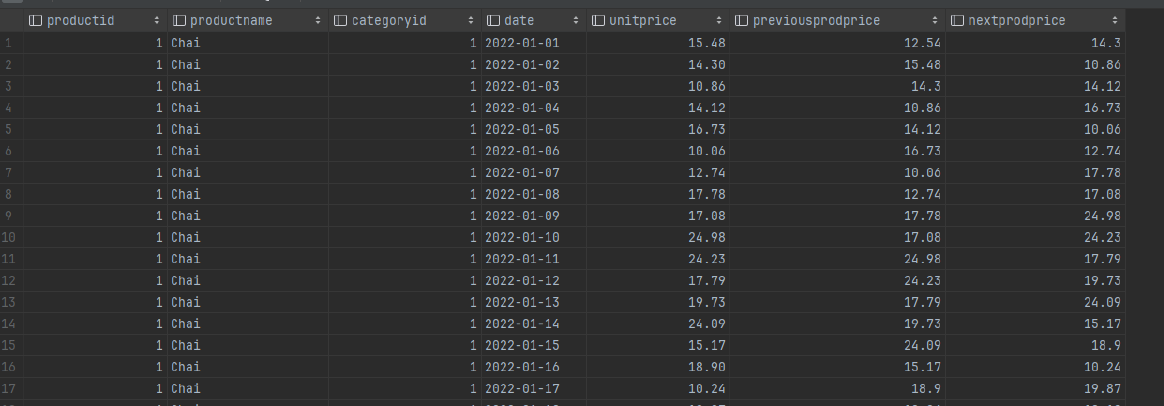 productid productname categoryid date unitprice previousprodprice nextprodprice
1 1 Chai 1 2022-01-01 15.48 12.54 14.3
2 1 Chai 1 2022-01-02 14.30 15.48 10.86
3 1 Chai 1 2022-01-03 10.86 14.3 14.12
4 1 Chai 1 2022-01-04 14.12 10.86 16.73
5 1 Chai 1 2022-01-05 16.73 14.12 10.06
6 1 Chai 1 2022-01-06 10.06 16.73 12.74
7 1 Chai 1 2022-01-07 12.74 10.06 17.78
8 1 Chai 1 2022-01-08 17.78 12.74 17.08
9 1 Chai 1 2022-01-09 17.08 17.78 24.98
10 1 Chai 1 2022-01-10 24.98 17.08 24.23
11 1 Chai 1 2022-01-11 24.23 24.98 17.79
12 1 Chai 1 2022-01-12 17.79 24.23 19.73
13 1 Chai 1 2022-01-13 19.73 17.79 24.09
14 1 Chai 1 2022-01-14 24.09 19.73 15.17
15 1 Chai 1 2022-01-15 15.17 24.09 18.9
16 1 Chai 1 2022-01-16 18.90 15.17 10.24
17 1 Chai 1 2022-01-17 10.24 18.9 19.87